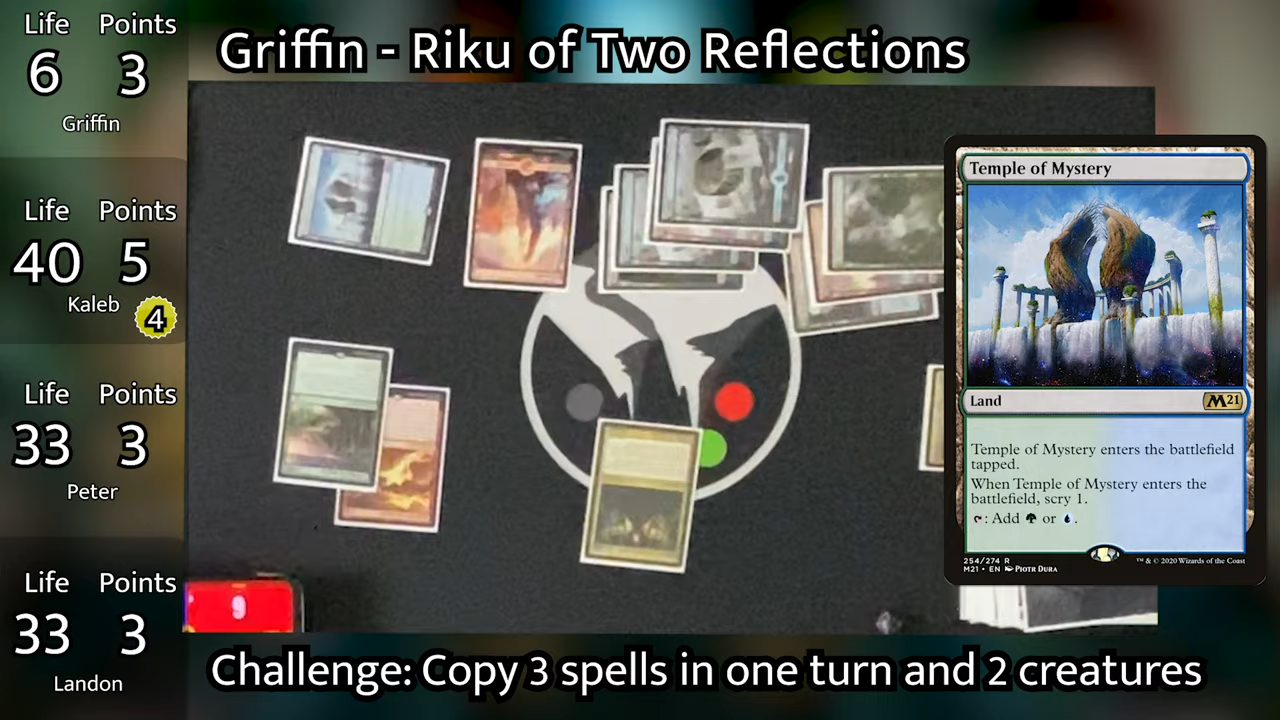 Life Points
6 3
Griffin
Life Points
40 5
Kaleb
4
Life Points
33 3
Peter
Life Points
33 3
Landon
Griffin - Riku of Two Reflections
Temple of Mystery
Land
M21
Temple of Mystery enters the battlefield
tapped.
When Temple of Mystery enters the
battlefield, scry 1.
: Add or .
254/274 R
M21 • EN Piotr Dura
™ & © 2020 Wizards of the Coast
9
Challenge: Copy 3 spells in one turn and 2 creatures